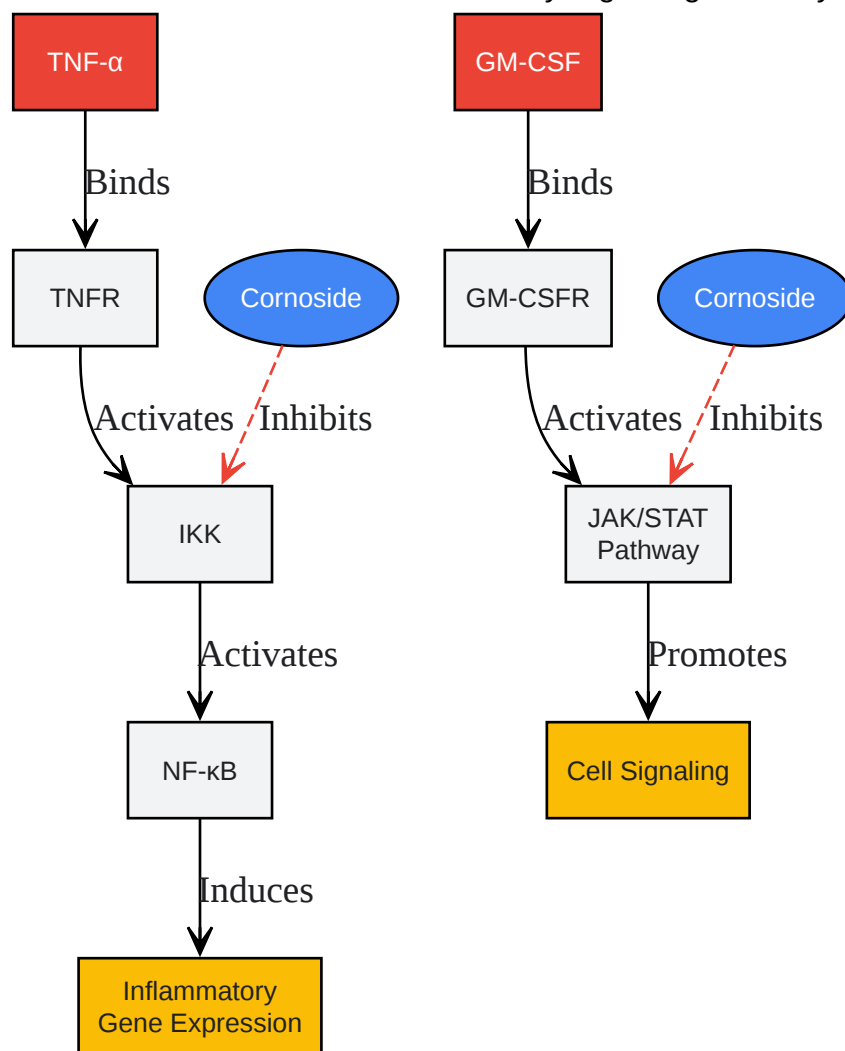 TNF-α
GM-CSF
Binds
Binds
TNFR
Cornoside
GM-CSFR
Cornoside
Activates
Inhibits
Activates
Inhibits
IKK
JAK/STAT
Pathway
Activates
Promotes
NF-κB
Cell Signaling
Induces
Inflammatory
Gene Expression